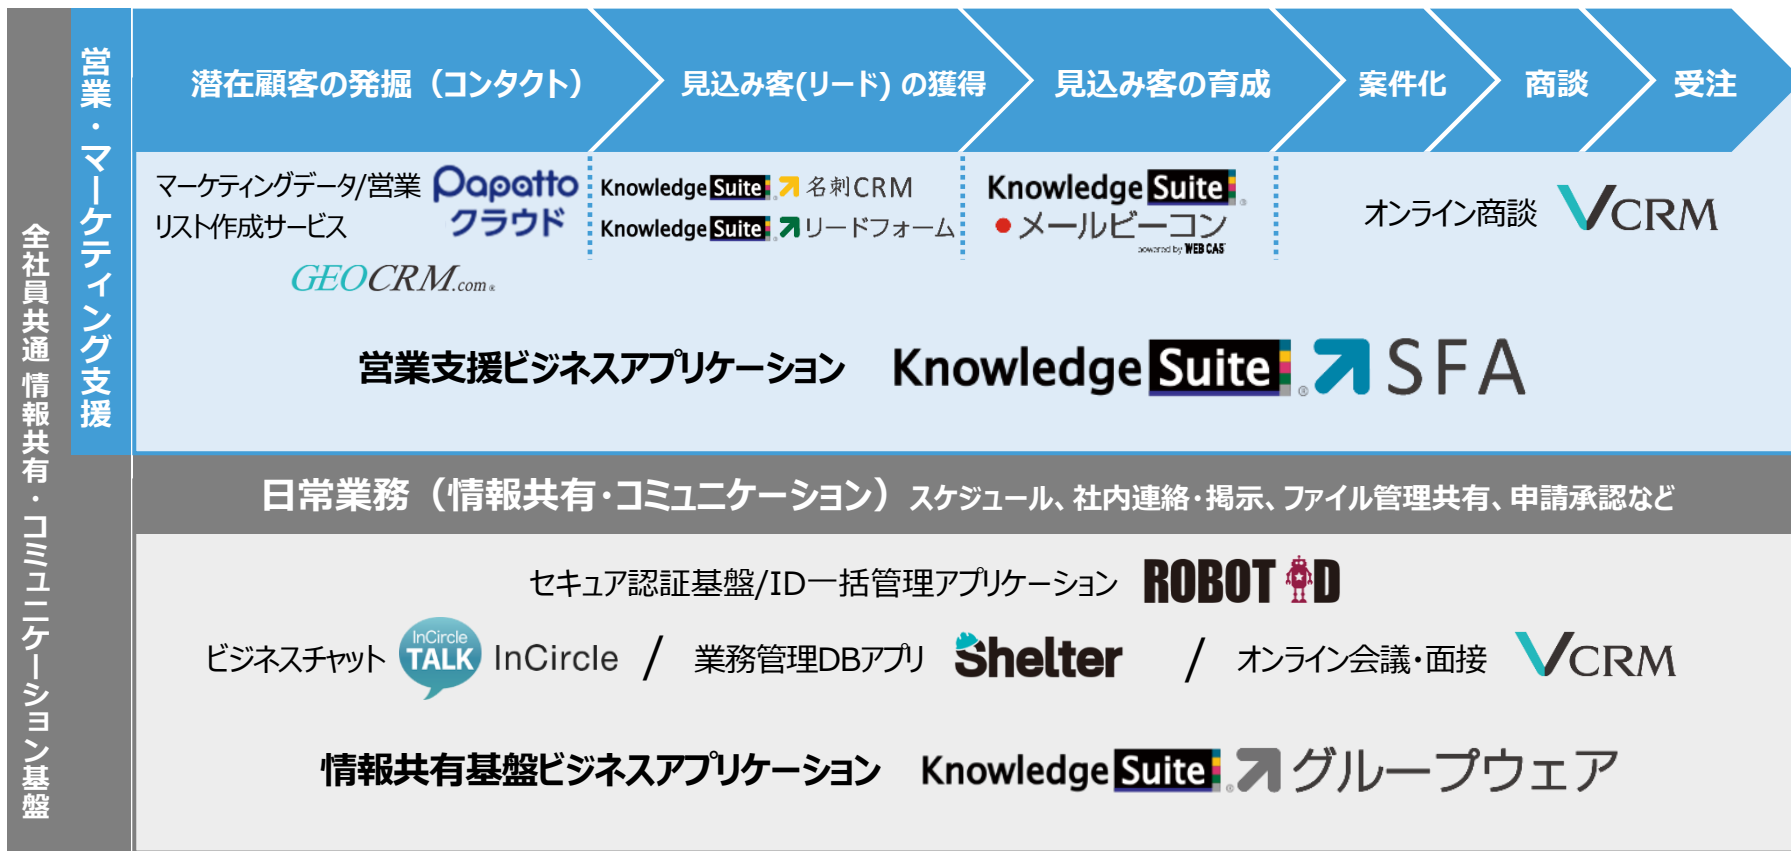 全社員共通 情報共有・コミュニケーション基盤
営業・マーケティング支援
潜在顧客の発掘（コンタクト）
見込み客(リード) の獲得
見込み客の育成
案件化
商談
受注
マーケティングデータ/営業
リスト作成サービス
Papatto
クラウド
GEOCRM.com®
Knowledge Suite® 名刺CRM
Knowledge Suite® リードフォーム
Knowledge Suite®
メールビーコン
powered by WEBCAS
オンライン商談 VCRM
営業支援ビジネスアプリケーション Knowledge Suite® SFA
日常業務（情報共有・コミュニケーション）スケジュール、社内連絡・掲示、ファイル管理共有、申請承認など
セキュア認証基盤/ID一括管理アプリケーション ROBOT ID
ビジネスチャット InCircle TALK InCircle / 業務管理DBアプリ Shelter / オンライン会議・面接 VCRM
情報共有基盤ビジネスアプリケーション Knowledge Suite® グループウェア